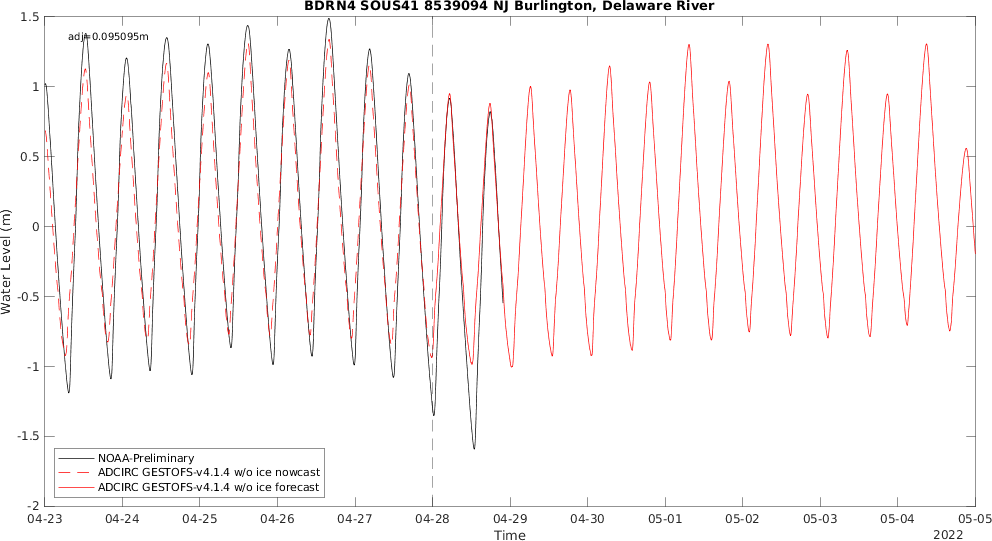 BDRN4 SOUS41 8539094 NJ Burlington, Delaware River
adj=0.095095m
1.5
1
0.5
0
-0.5
-1
-1.5
-2
Water Level (m)
NOAA-Preliminary
ADCIRC GESTOFS-v4.1.4 w/o ice nowcast
ADCIRC GESTOFS-v4.1.4 w/o ice forecast
04-23 04-24 04-25 04-26 04-27 04-28 04-29 04-30 05-01 05-02 05-03 05-04 05-05
Time
2022